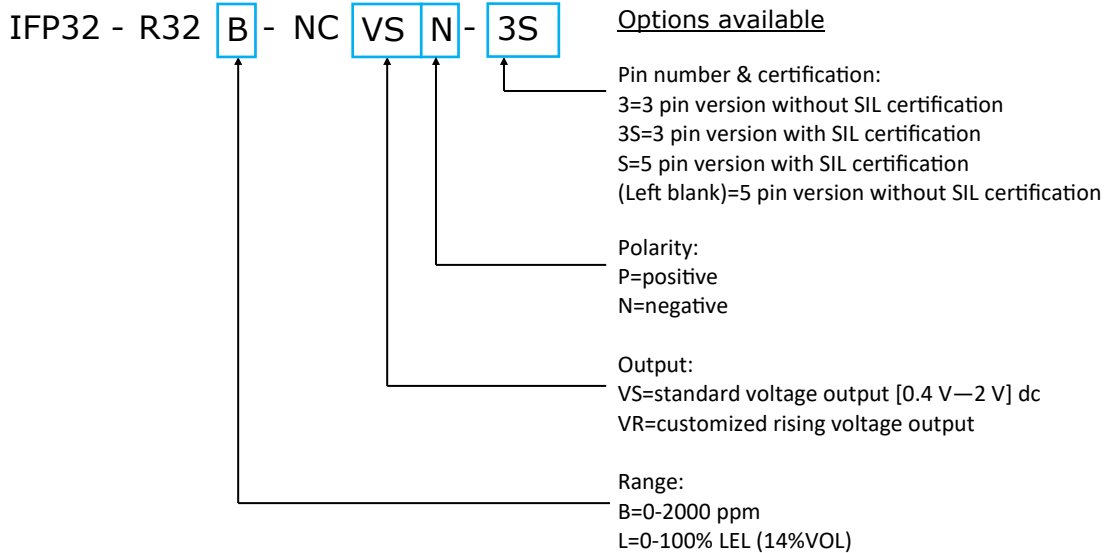 IFP32 - R32 B - NC VS N - 3S
Options available
Pin number & certification:
3=3 pin version without SIL certification
3S=3 pin version with SIL certification
S=5 pin version with SIL certification
(Left blank)=5 pin version without SIL certification
Polarity:
P=positive
N=negative
Output:
VS=standard voltage output [0.4 V—2 V] dc
VR=customized rising voltage output
Range:
B=0-2000 ppm
L=0-100% LEL (14%VOL)